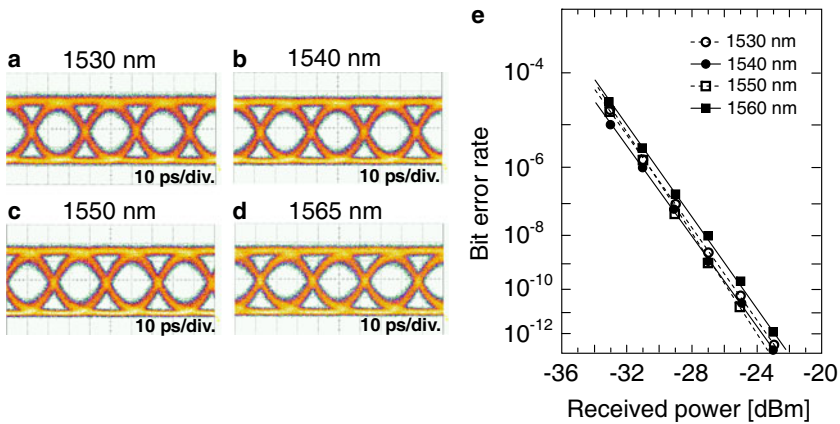 a 1530 nm
10 ps/div.
b 1540 nm
10 ps/div.
c 1550 nm
10 ps/div.
d 1565 nm
10 ps/div.
e
Bit error rate
10⁻⁴
10⁻⁶
10⁻⁸
10⁻¹⁰
10⁻¹²
1530 nm
1540 nm
1550 nm
1560 nm
-36 -32 -28 -24 -20
Received power [dBm]